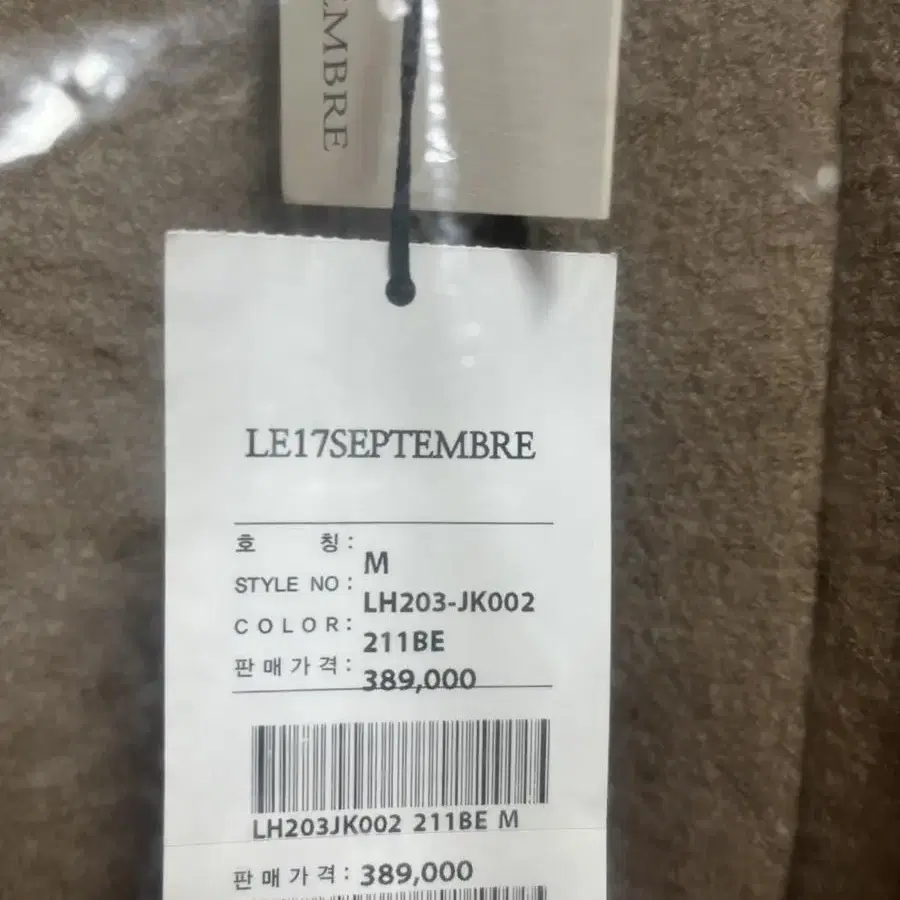 EMBRE
LE17SEPTEMBRE
호 칭 : M
STYLE NO : LH203-JK002
COLOR : 211BE
판매가격 : 389,000
LH203JK002 211BE M
판매가격 : 389,000